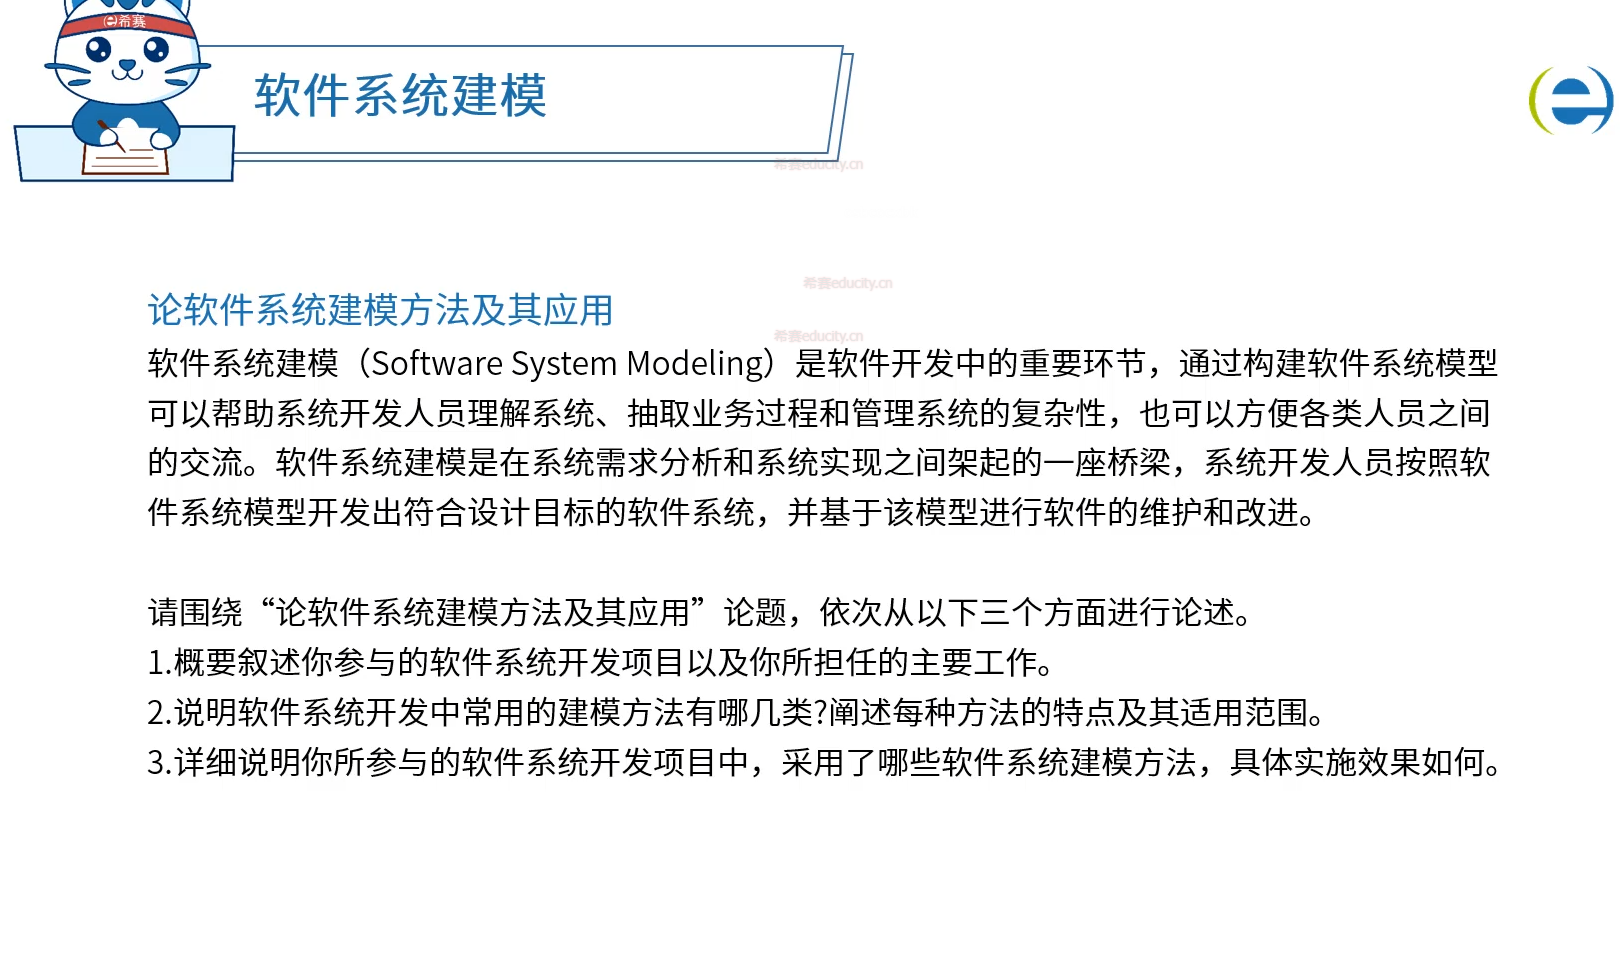 希赛
软件系统建模
希赛educity.cn
希赛educity.cn
论软件系统建模方法及其应用
希赛educity.cn
软件系统建模（Software System Modeling）是软件开发中的重要环节，通过构建软件系统模型
可以帮助系统开发人员理解系统、抽取业务过程和管理系统的复杂性，也可以方便各类人员之间
的交流。软件系统建模是在系统需求分析和系统实现之间架起的一座桥梁，系统开发人员按照软
件系统模型开发出符合设计目标的软件系统，并基于该模型进行软件的维护和改进。
请围绕“论软件系统建模方法及其应用”论题，依次从以下三个方面进行论述。
1.概要叙述你参与的软件系统开发项目以及你所担任的主要工作。
2.说明软件系统开发中常用的建模方法有哪几类?阐述每种方法的特点及其适用范围。
3.详细说明你所参与的软件系统开发项目中，采用了哪些软件系统建模方法，具体实施效果如何。